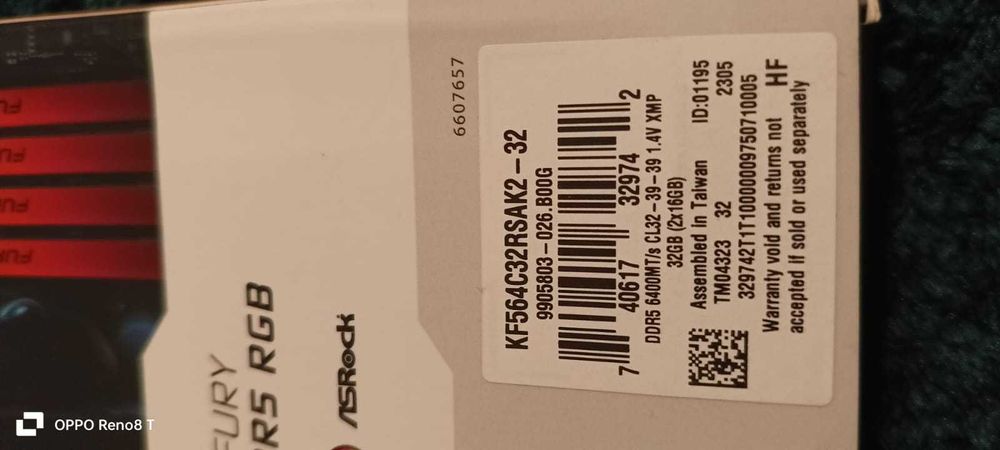 FURY
R5 RGB
ASRock
6607657
KF564C32RSAK2-32
9905803-026.B00G
7 40617 32974 2
DDR5 6400MT/s CL32-39-39 1.4V XMP
32GB (2x16GB)
Assembled in Taiwan ID:01195
TM04323 32 2305
329742T1T10000009750710005
Warranty void and returns not HF
accepted if sold or used separately
OPPO Reno8 T